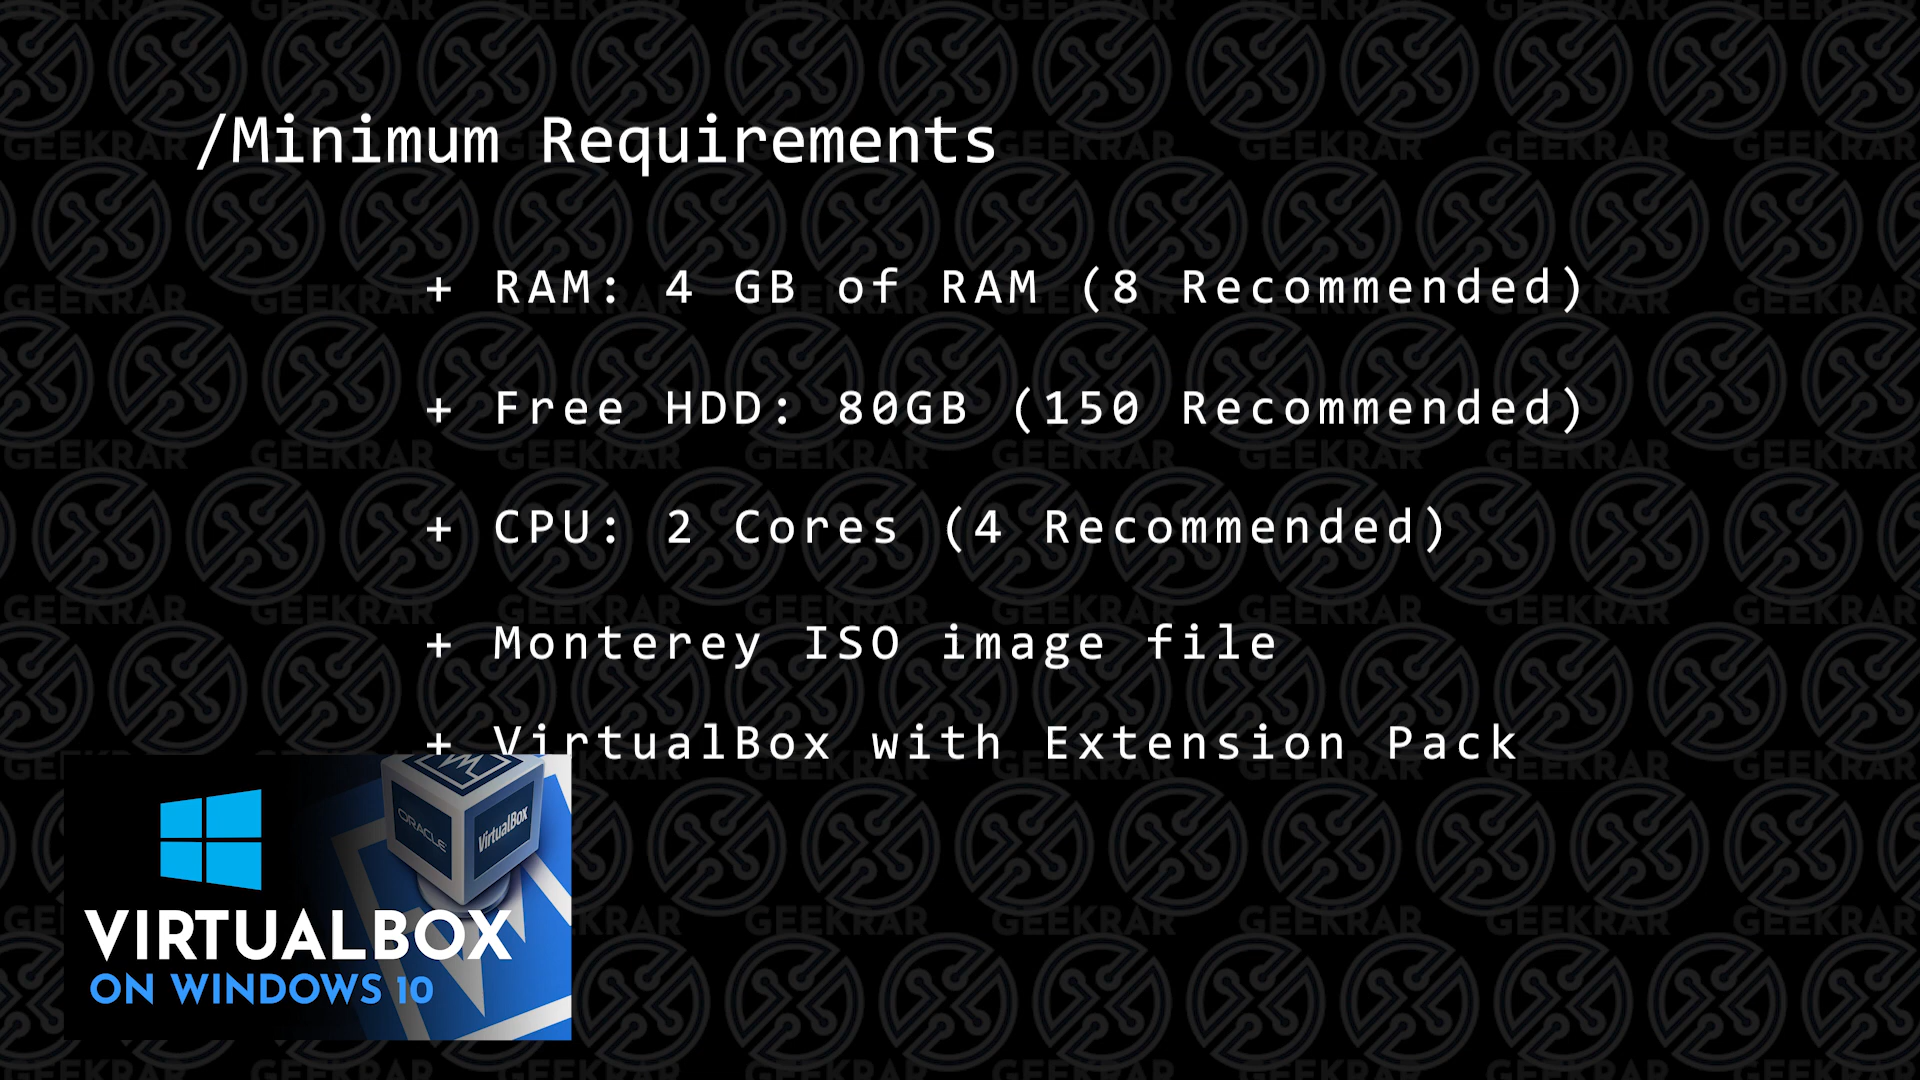 /Minimum Requirements
+ RAM: 4 GB of RAM (8 Recommended)
+ Free HDD: 80GB (150 Recommended)
+ CPU: 2 Cores (4 Recommended)
+ Monterey ISO image file
+ VirtualBox with Extension Pack
ORACLE
VirtualBox
VIRTUALBOX
ON WINDOWS 10
GEEKRAR